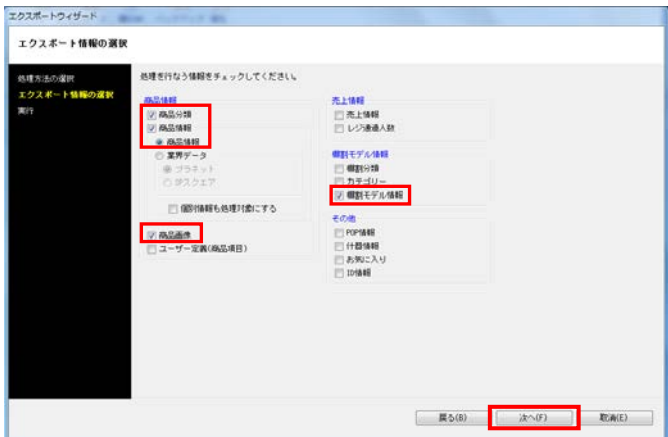 エクスポートウィザード
エクスポート情報の選択
処理方法の選択
エクスポート情報の選択
実行
処理を行なう情報をチェックしてください。
商品情報
商品分類
商品情報
商品情報
業界データ
プラネット
JPスクエア
個別情報も処理対象にする
商品画像
ユーザー定義(商品項目)
売上情報
売上情報
レジ通過人数
棚割モデル情報
棚割分類
カテゴリー
棚割モデル情報
その他
POP情報
什器情報
お気に入り
ID情報
戻る(B)
次へ(F)
取消(E)